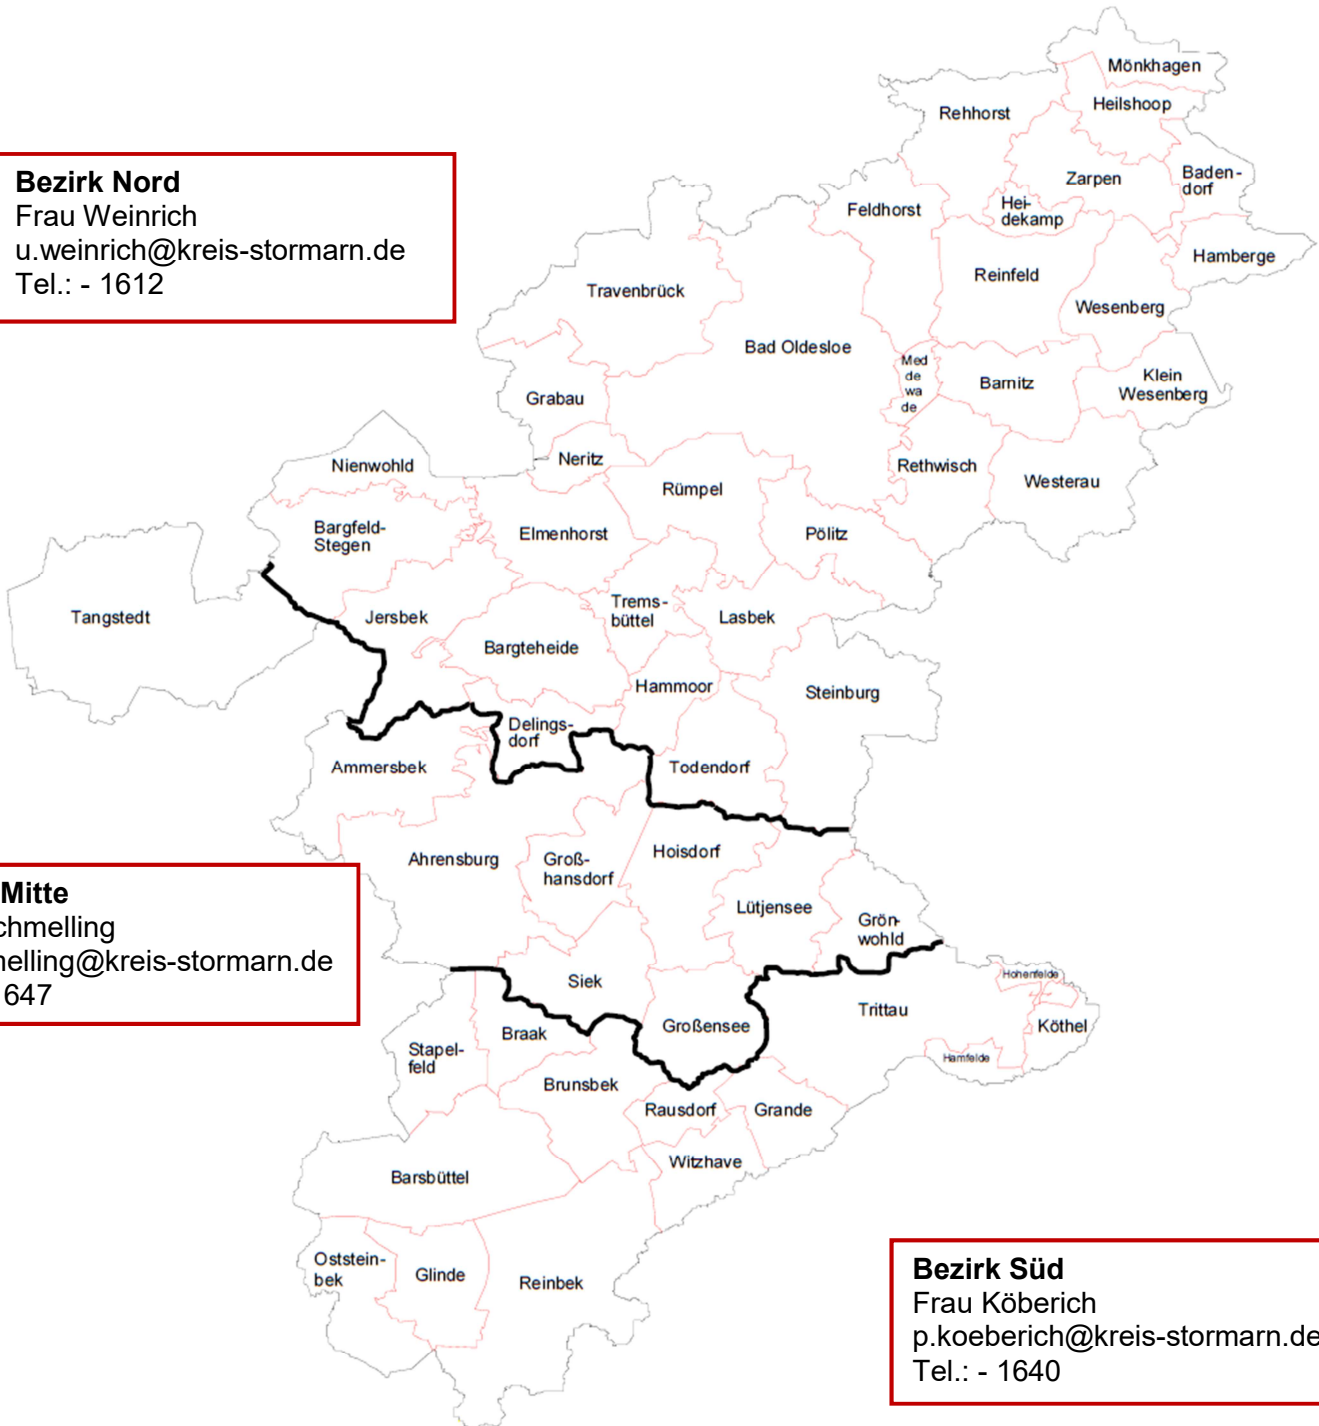 Mönkhagen
Heilshoop
Rehhorst
Zarpen
Baden-
dorf
Bezirk Nord
Frau Weinrich
u.weinrich@kreis-stormarn.de
Tel.: - 1612
Feldhorst
Hei-
dekamp
Hamberge
Reinfeld
Travenbrück
Wesenberg
Bad Oldesloe
Med
de
wa
de
Barnitz
Klein
Wesenberg
Grabau
Neritz
Nienwohld
Rethwisch
Westerau
Rümpel
Bargfeld-
Stegen
Elmenhorst
Pölitz
Tangstedt
Jersbek
Trems-
büttel
Lasbek
Bargteheide
Hammoor
Steinburg
Delings-
dorf
Ammersbek
Todendorf
Ahrensburg
Groß-
hansdorf
Hoisdorf
Mitte
chmelling
nelling@kreis-stormarn.de
647
Lütjensee
Grön-
wohld
Siek
Hohenfelde
Trittau
Großensee
Köthel
Braak
Stapel-
feld
Hamfelde
Brunsbek
Rausdorf
Grande
Witzhave
Barsbüttel
Oststein-
bek
Glinde
Reinbek
Bezirk Süd
Frau Köberich
p.koeberich@kreis-stormarn.de
Tel.: - 1640